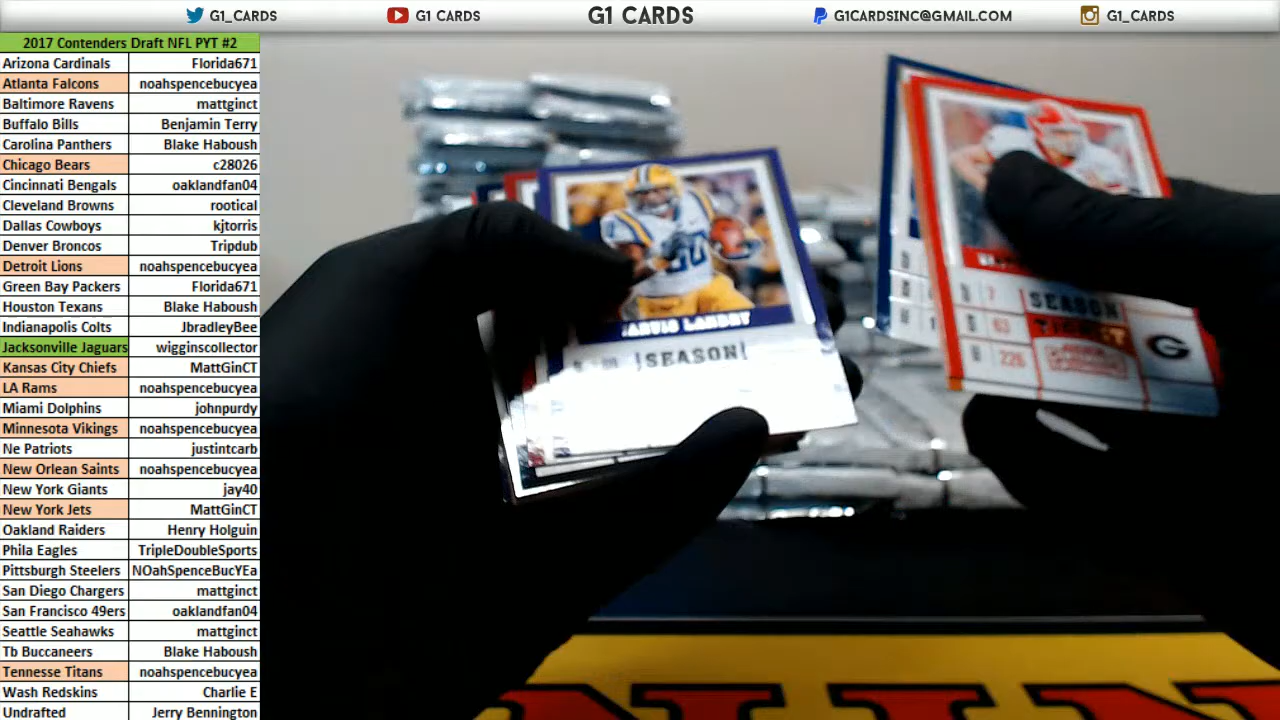 G1_CARDS G1 CARDS G1 CARDS G1CARDSINC@GMAIL.COM G1_CARDS
2017 Contenders Draft NFL PYT #2
Arizona Cardinals Florida671
Atlanta Falcons noahspencebucyea
Baltimore Ravens mattginct
Buffalo Bills Benjamin Terry
Carolina Panthers Blake Haboush
Chicago Bears c28026
Cincinnati Bengals oaklandfan04
Cleveland Browns rootical
Dallas Cowboys kjtorris
Denver Broncos Tripdub
Detroit Lions noahspencebucyea
Green Bay Packers Florida671
Houston Texans Blake Haboush
Indianapolis Colts JbradleyBee
Jacksonville Jaguars wigginscollector
Kansas City Chiefs MattGinCT
LA Rams noahspencebucyea
Miami Dolphins johnpurdy
Minnesota Vikings noahspencebucyea
Ne Patriots justintcarb
New Orlean Saints noahspencebucyea
New York Giants jay40
New York Jets MattGinCT
Oakland Raiders Henry Holguin
Phila Eagles TripleDoubleSports
Pittsburgh Steelers NOahSpenceBucYEa
San Diego Chargers mattginct
San Francisco 49ers oaklandfan04
Seattle Seahawks mattginct
Tb Buccaneers Blake Haboush
Tennesse Titans noahspencebucyea
Wash Redskins Charlie E
Undrafted Jerry Bennington
LANDRY
SEASON
SEASON
TICKET
7
63
226
G